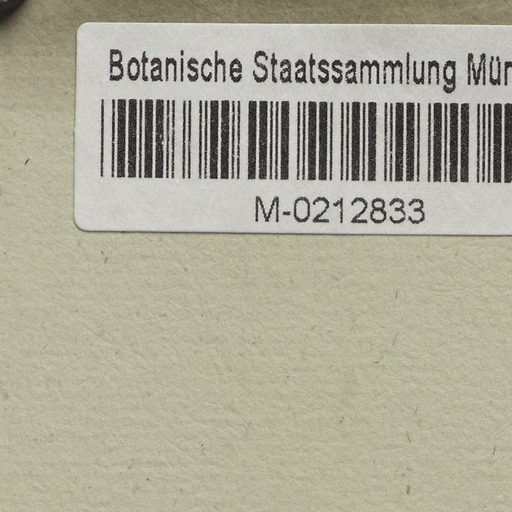 Botanische Staatssammlung Mün
M-0212833